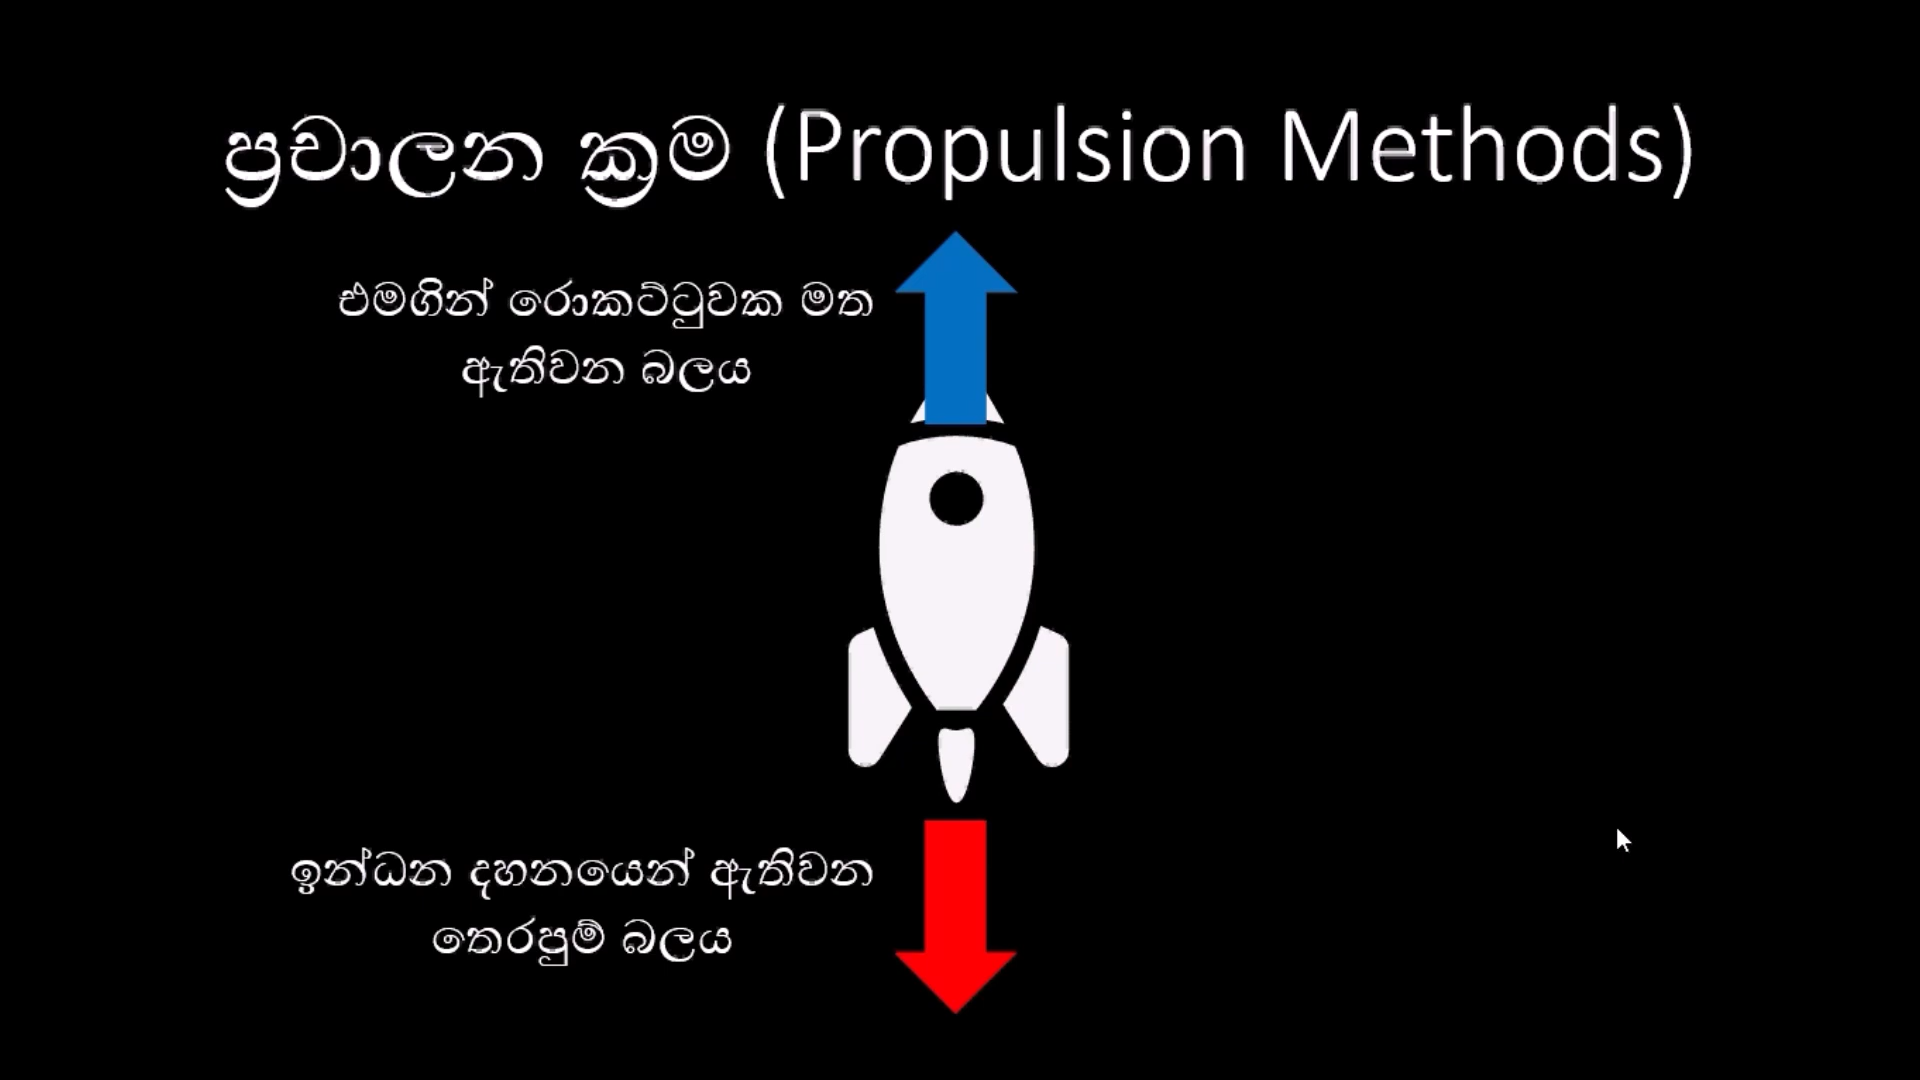 ප්‍රචාලන ක්‍රම (Propulsion Methods)
එමගින් රොකට්ටුවක මත
ඇතිවන බලය
ඉන්ධන දහනයෙන් ඇතිවන
තෙරපුම් බලය